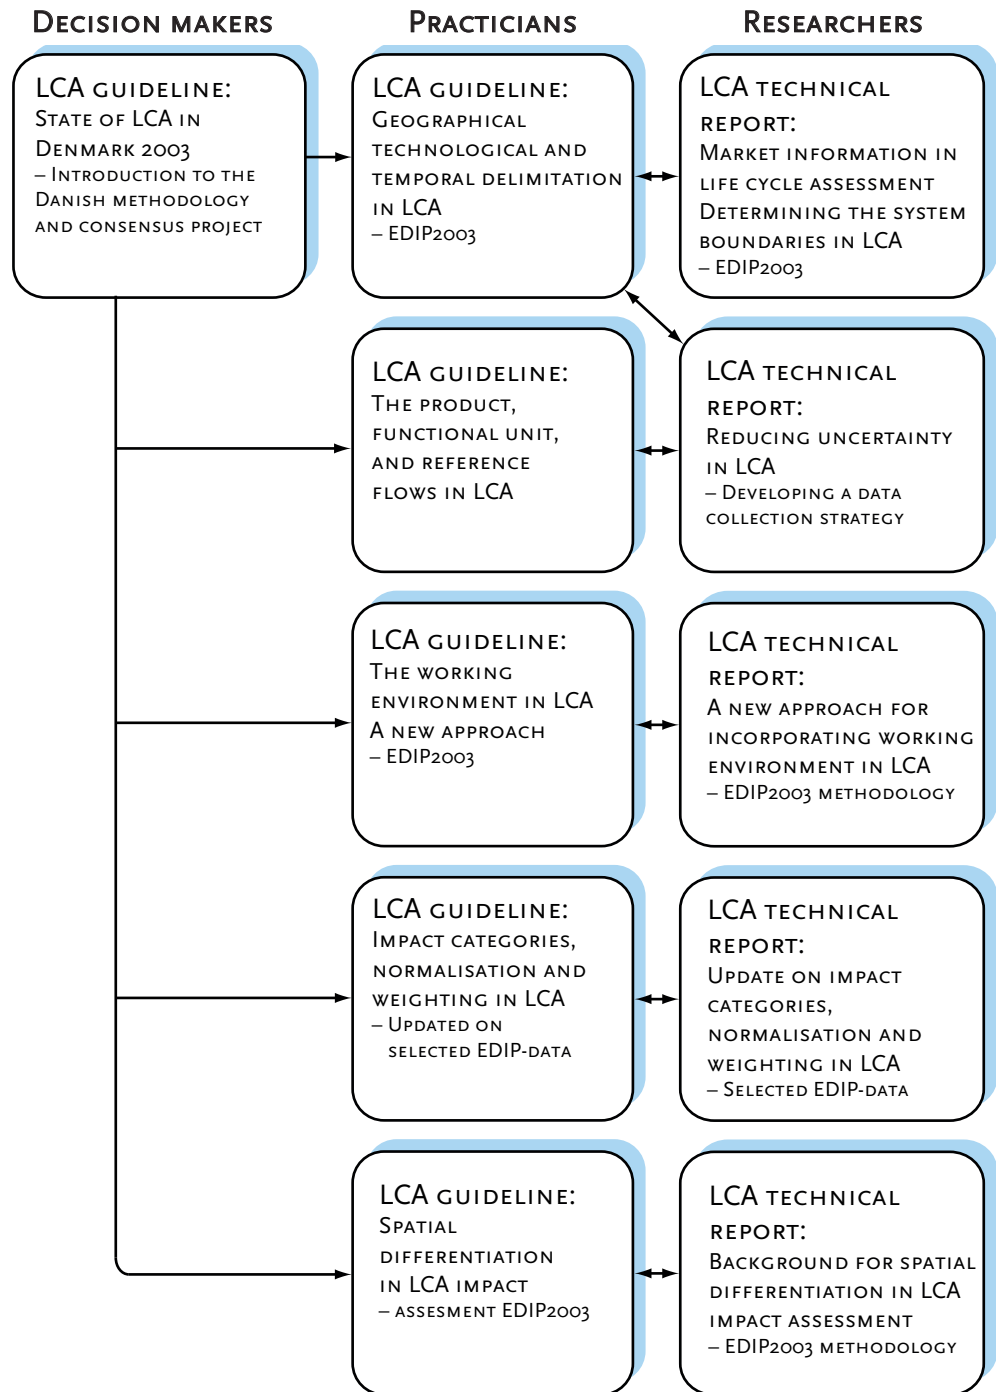 DECISION MAKERS
PRACTICIANS
RESEARCHERS
LCA GUIDELINE:
STATE OF LCA IN
DENMARK 2003
– INTRODUCTION TO THE
DANISH METHODOLOGY
AND CONSENSUS PROJECT
LCA GUIDELINE:
GEOGRAPHICAL
TECHNOLOGICAL AND
TEMPORAL DELIMITATION
IN LCA
– EDIP2003
LCA TECHNICAL
REPORT:
MARKET INFORMATION IN
LIFE CYCLE ASSESSMENT
DETERMINING THE SYSTEM
BOUNDARIES IN LCA
– EDIP2003
LCA GUIDELINE:
THE PRODUCT,
FUNCTIONAL UNIT,
AND REFERENCE
FLOWS IN LCA
LCA TECHNICAL
REPORT:
REDUCING UNCERTAINTY
IN LCA
– DEVELOPING A DATA
COLLECTION STRATEGY
LCA GUIDELINE:
THE WORKING
ENVIRONMENT IN LCA
A NEW APPROACH
– EDIP2003
LCA TECHNICAL
REPORT:
A NEW APPROACH FOR
INCORPORATING WORKING
ENVIRONMENT IN LCA
– EDIP2003 METHODOLOGY
LCA GUIDELINE:
IMPACT CATEGORIES,
NORMALISATION AND
WEIGHTING IN LCA
– UPDATED ON
SELECTED EDIP-DATA
LCA TECHNICAL
REPORT:
UPDATE ON IMPACT
CATEGORIES,
NORMALISATION AND
WEIGHTING IN LCA
– SELECTED EDIP-DATA
LCA GUIDELINE:
SPATIAL
DIFFERENTIATION
IN LCA IMPACT
– ASSESMENT EDIP2003
LCA TECHNICAL
REPORT:
BACKGROUND FOR SPATIAL
DIFFERENTIATION IN LCA
IMPACT ASSESSMENT
– EDIP2003 METHODOLOGY